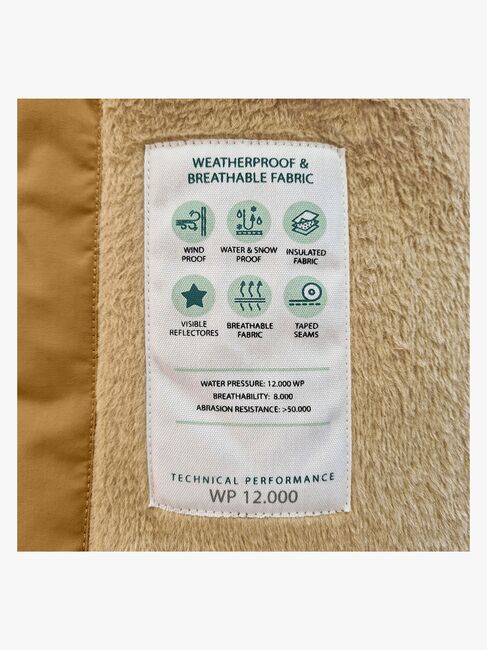 WEATHERPROOF &
BREATHABLE FABRIC
WIND
PROOF
WATER & SNOW
PROOF
INSULATED
FABRIC
VISIBLE
REFLECTORES
BREATHABLE
FABRIC
TAPED
SEAMS
WATER PRESSURE: 12.000 WP
BREATHABILITY: 8.000
ABRASION RESISTANCE: >50.000
TECHNICAL PERFORMANCE
WP 12.000